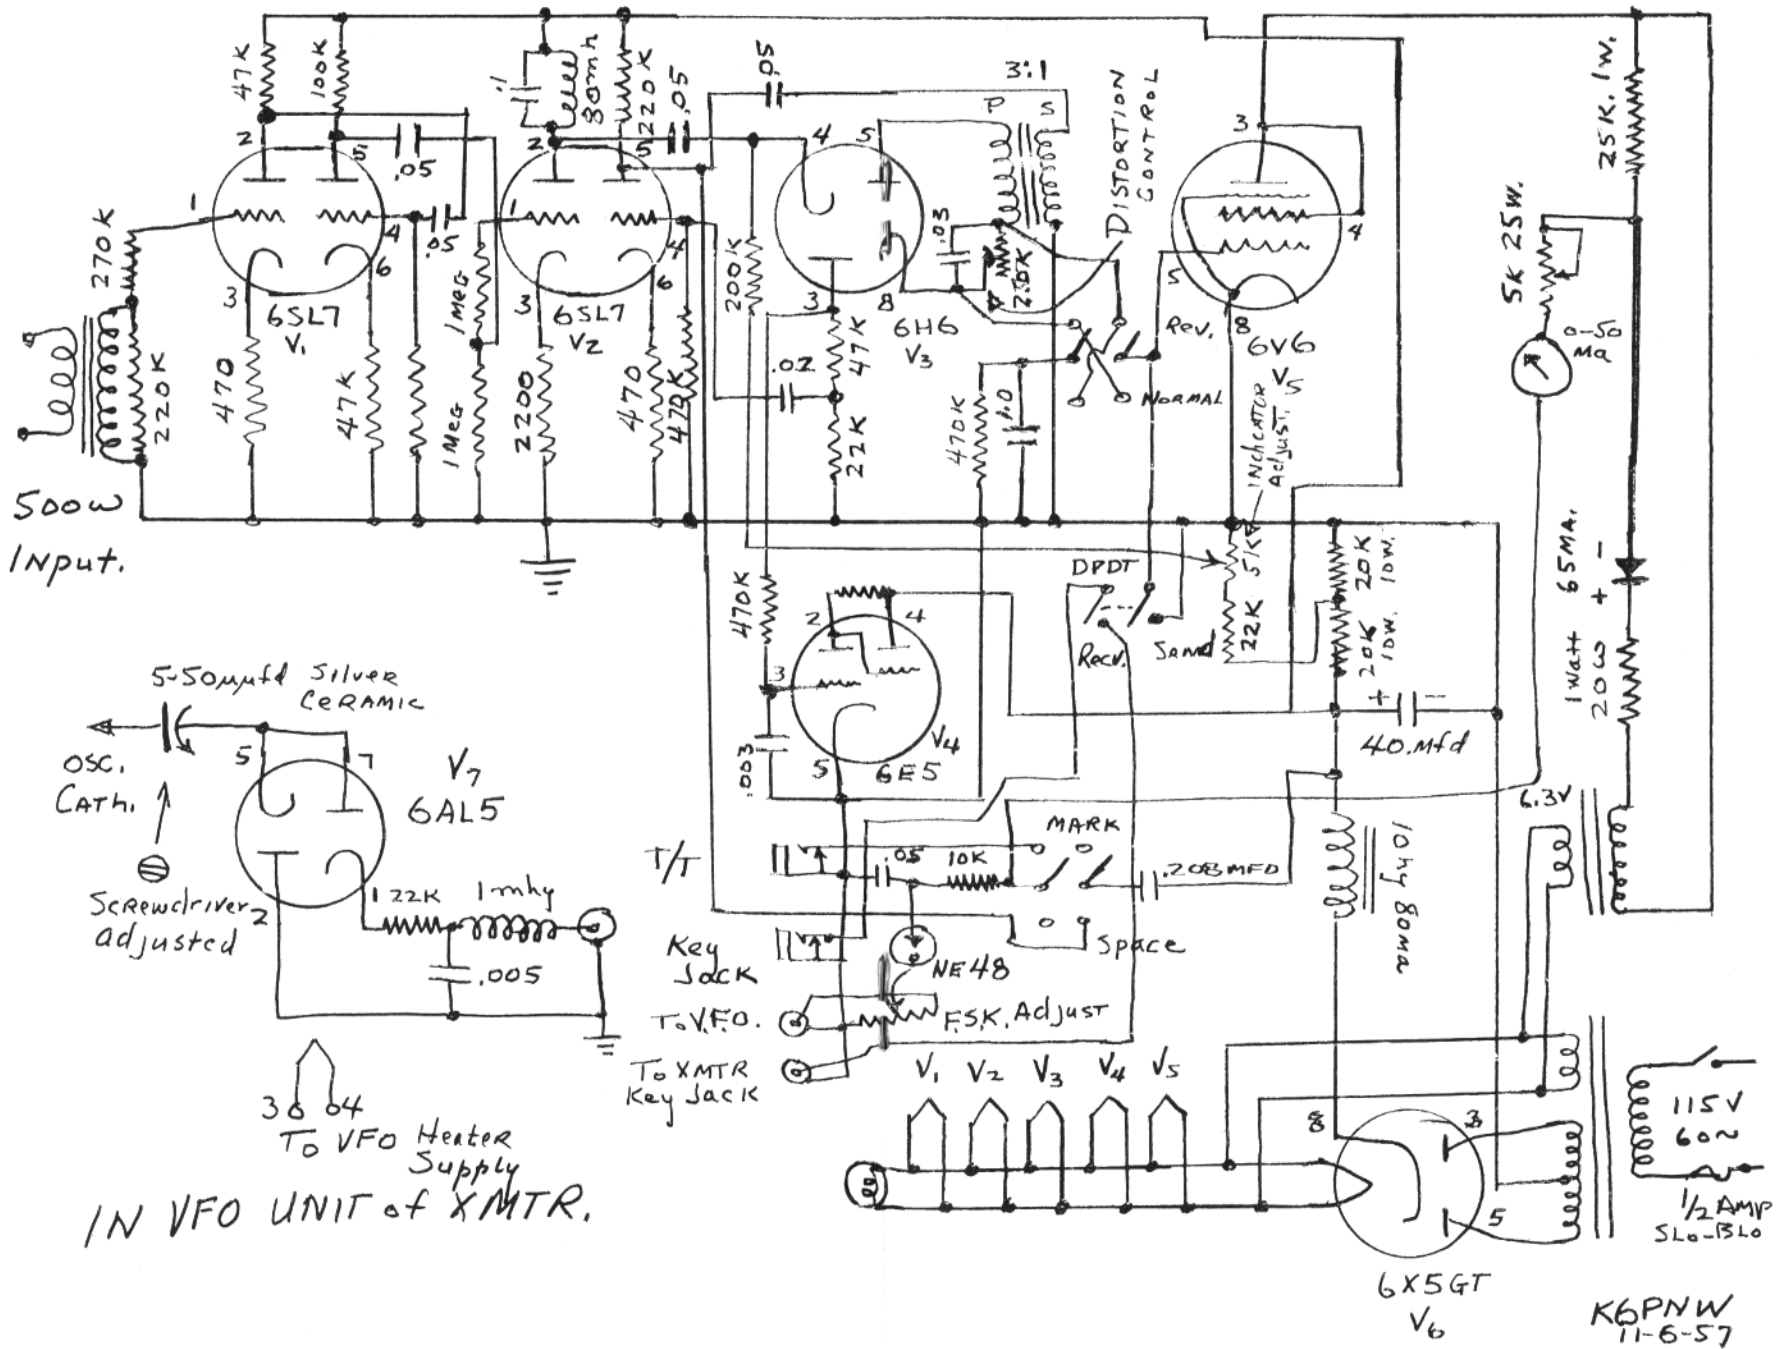 47K
100K
.1
80mh
220K
.05
.05
3:1
P
S
DISTORTION
CONTROL
25K. 1W.
5K 25W.
2
5
.05
.05
2
5
4
5
3
1
4
6
3
6SL7
V1
1
4
6
3
6SL7
V2
3
8
6H6
V3
.03
4
5
8
Rev.
6V6
V5
0-50
Ma
270K
220K
470
47K
1MEG
1MEG
2200
470
470K
200K
47K
.02
22K
470K
1.0
NORMAL
INDICATOR
Adjust.
500W
INput.
5K
22K
20K
10W.
20K
10W.
65MA.
1Watt
200W
-
+
DPDT
Recv.
Send
470K
2
4
3
5
V4
6E5
.003
+
-
40.Mfd
5-50μμfd Silver
CERAMIC
OSC.
CATH.
5
7
V7
6AL5
Screwdriver
adjusted
2
1
22K
1mhy
.005
3
4
To VFO Heater
Supply
IN VFO UNIT of XMTR.
T/T
.05
10K
MARK
.208MFD
Space
Key
Jack
NE48
To V.F.O.
F.S.K. Adjust
To XMTR
Key Jack
10hy 80ma
6.3V
V1
V2
V3
V4
V5
8
3
5
6X5GT
V6
115V
60~
1/2 AMP
SLO-BLO
K6PNW
11-6-57